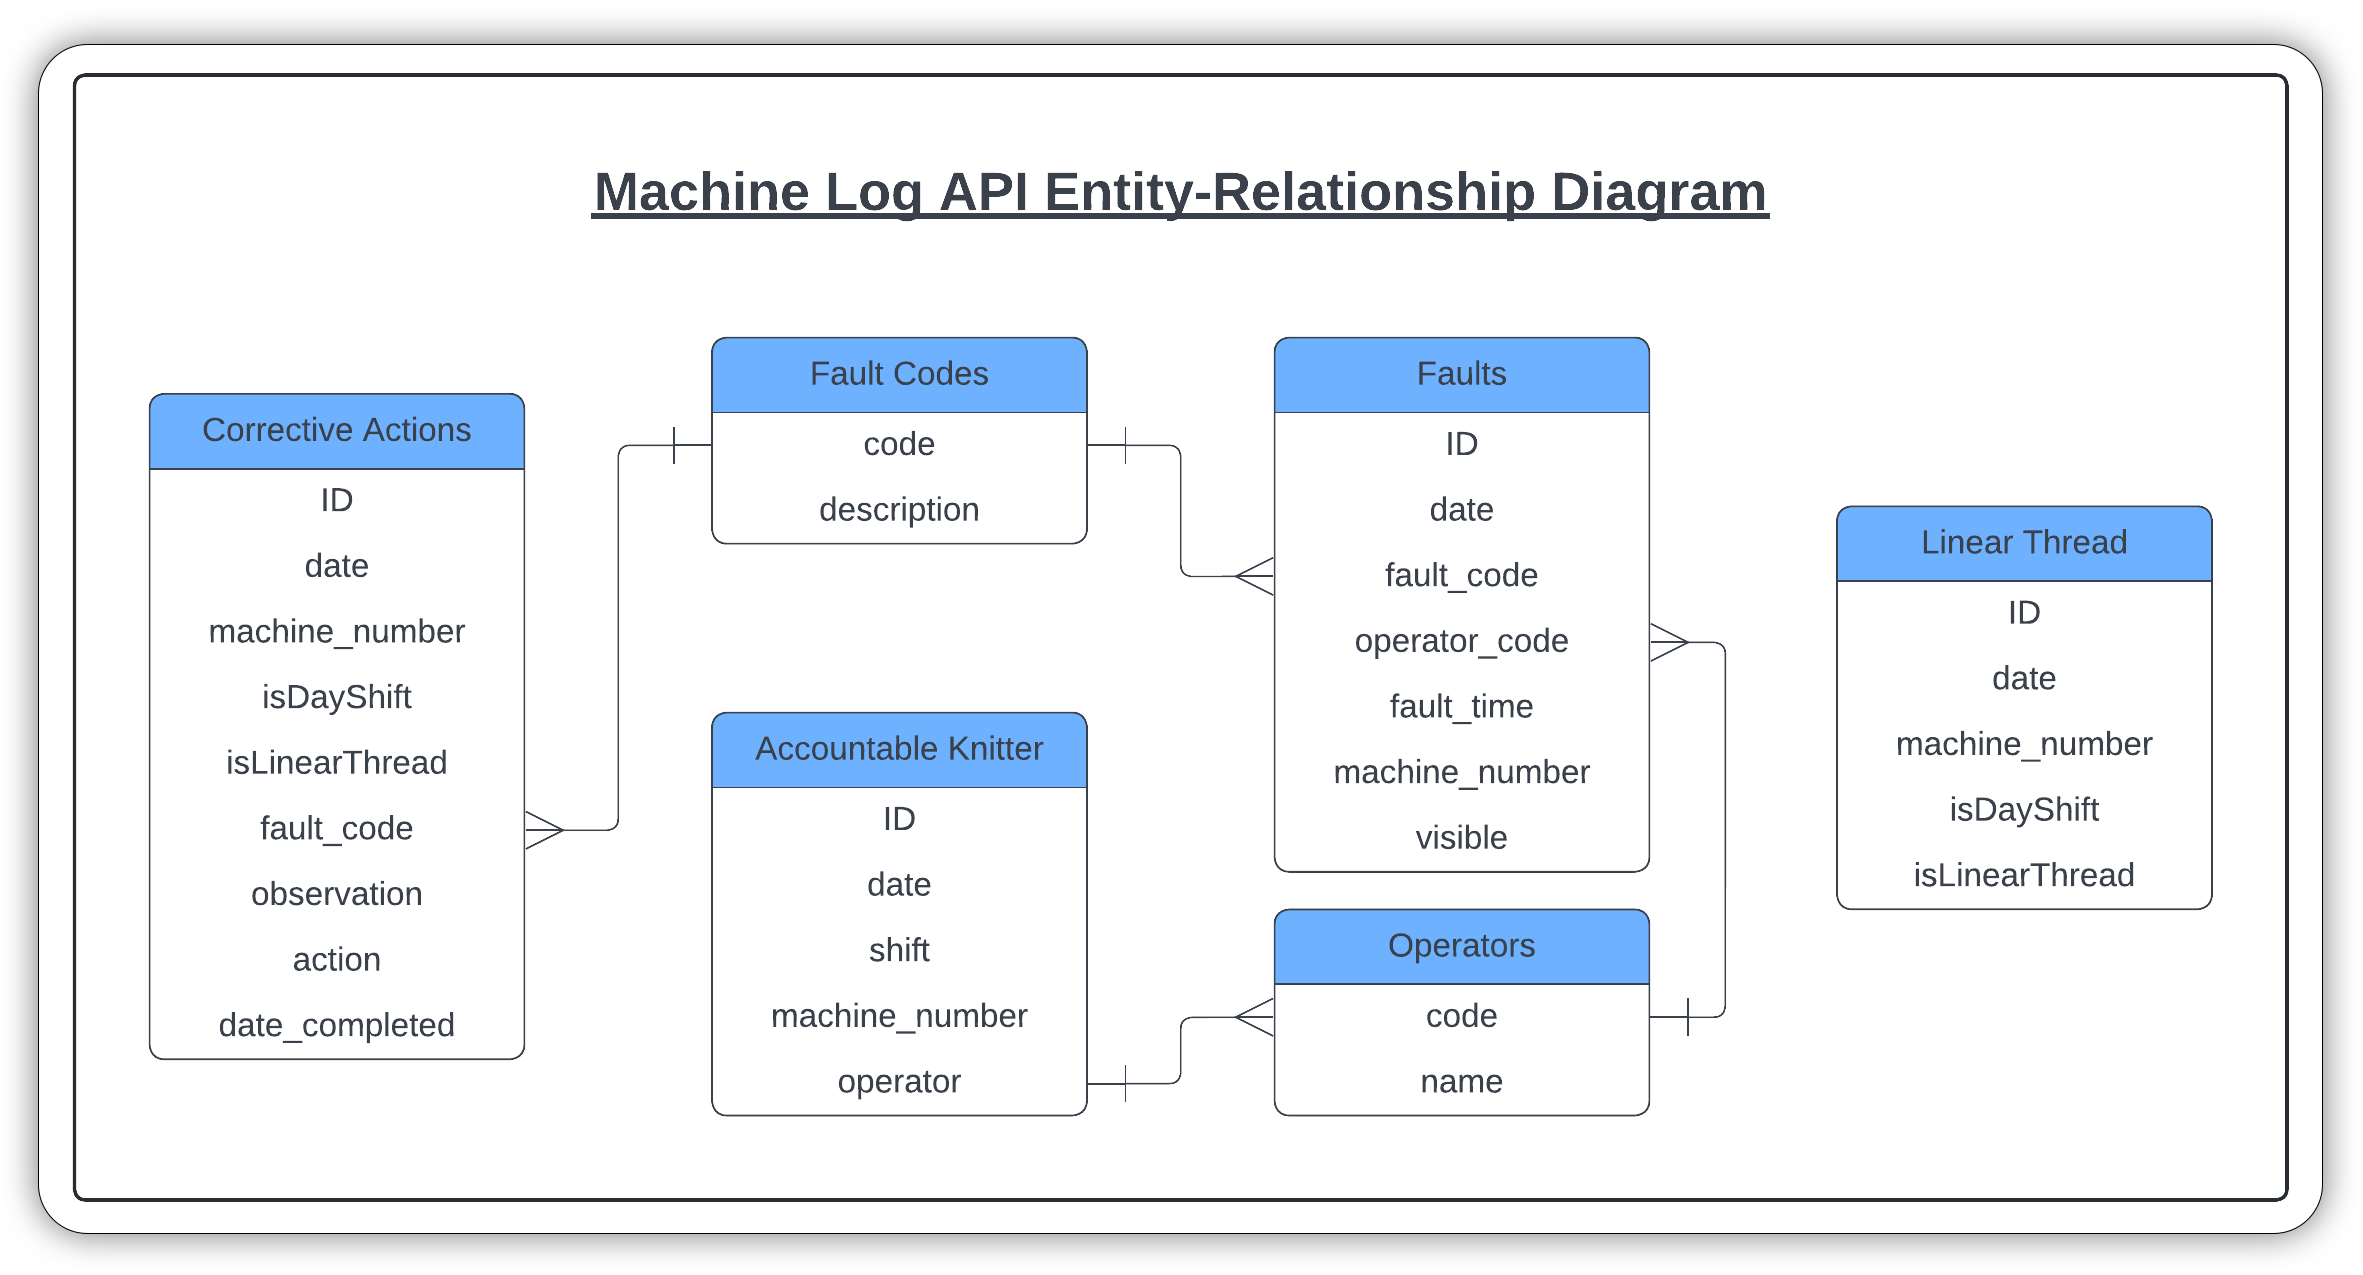 Machine Log API Entity-Relationship Diagram
Corrective Actions
ID
date
machine_number
isDayShift
isLinearThread
fault_code
observation
action
date_completed
Fault Codes
code
description
Accountable Knitter
ID
date
shift
machine_number
operator
Faults
ID
date
fault_code
operator_code
fault_time
machine_number
visible
Operators
code
name
Linear Thread
ID
date
machine_number
isDayShift
isLinearThread